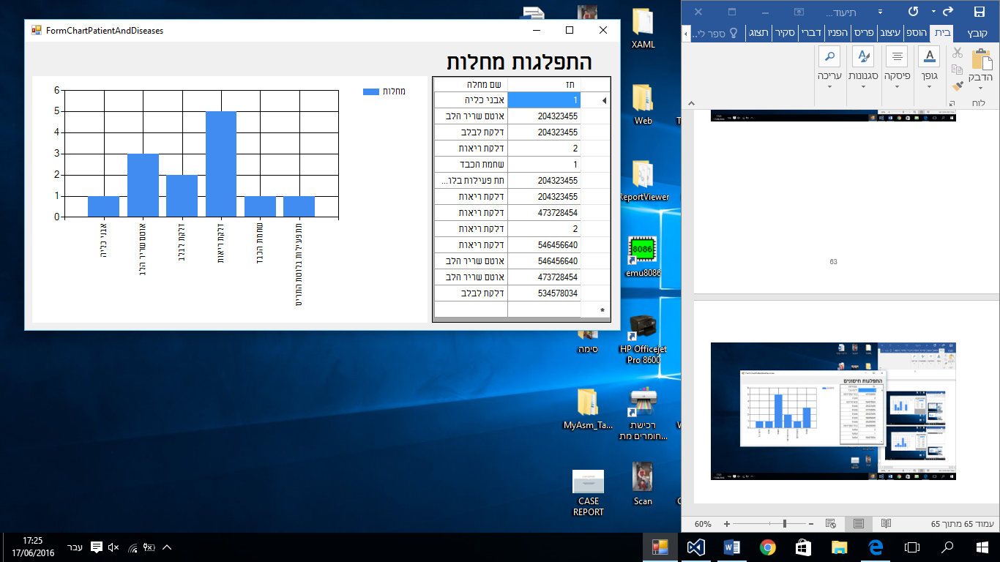 FormChartPatientAndDiseases
התפלגות מחלות
מחלות
6
5
4
3
2
1
0
אבני כליה
אוטם שריר הלב
דלקת לבלב
דלקת ריאות
שחמת הכבד
תת פעילות בלוטת התריס
תז שם מחלה
1 אבני כליה
204323455 אוטם שריר הלב
204323455 דלקת לבלב
2 דלקת ריאות
1 שחמת הכבד
204323455 תת פעילות בלו...
204323455 דלקת ריאות
473728454 דלקת ריאות
2 דלקת ריאות
546456640 דלקת ריאות
546456640 אוטם שריר הלב
473728454 אוטם שריר הלב
534578034 דלקת לבלב
XAML
Web
ReportViewer
8086
emu8086
סימה
HP Officejet
Pro 8600
MyAsm_Ta...
רכישת
חומרים מת...
CASE
REPORT
Scan
תיעוד...
קובץ בית הוספ עיצוב פריס הפניו דברי סקיר תצוג ספר לי...
הדבק גופן פיסקה סגנונות עריכה
לוח
63
FormChartPatientAndDiseases
התפלגות חיסונים
עמוד 65 מתוך 65
60%
17:25
17/06/2016
עבר